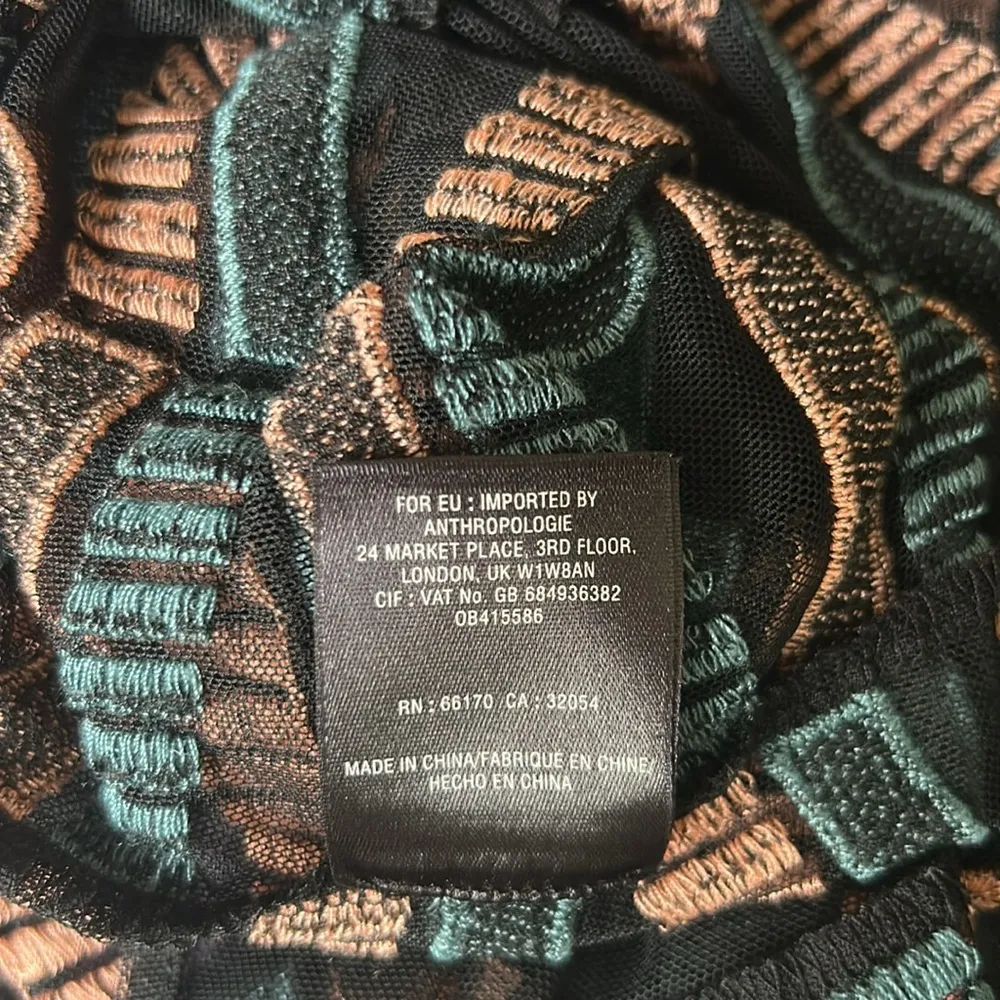 FOR EU : IMPORTED BY
ANTHROPOLOGIE
24 MARKET PLACE, 3RD FLOOR,
LONDON, UK W1W8AN
CIF : VAT No. GB 684936382
OB415586
RN : 66170 CA : 32054
MADE IN CHINA/FABRIQUE EN CHINE
HECHO EN CHINA